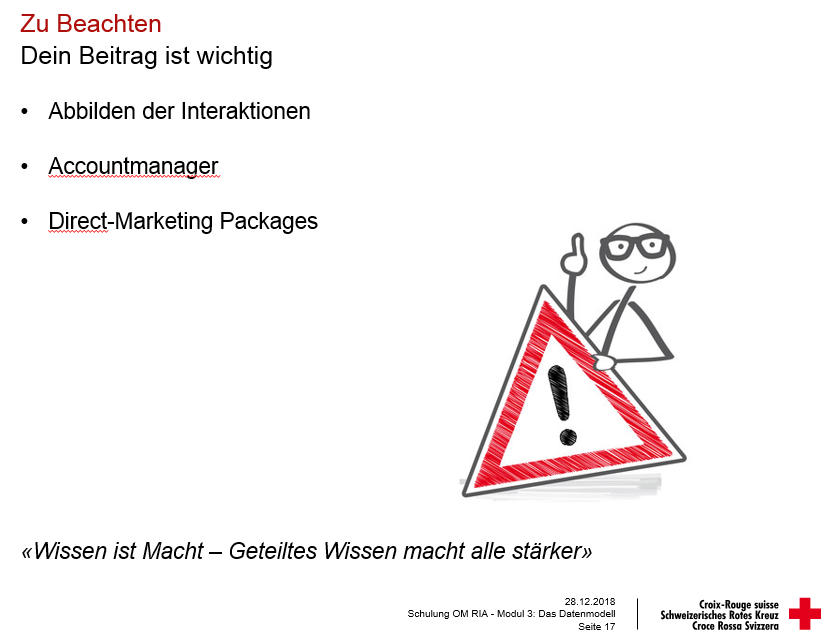 Zu Beachten
Dein Beitrag ist wichtig
• Abbilden der Interaktionen
• Accountmanager
• Direct-Marketing Packages
!
«Wissen ist Macht – Geteiltes Wissen macht alle stärker»
28.12.2018
Schulung OM RIA - Modul 3: Das Datenmodell
Seite 17
Croix-Rouge suisse
Schweizerisches Rotes Kreuz
Croce Rossa Svizzera